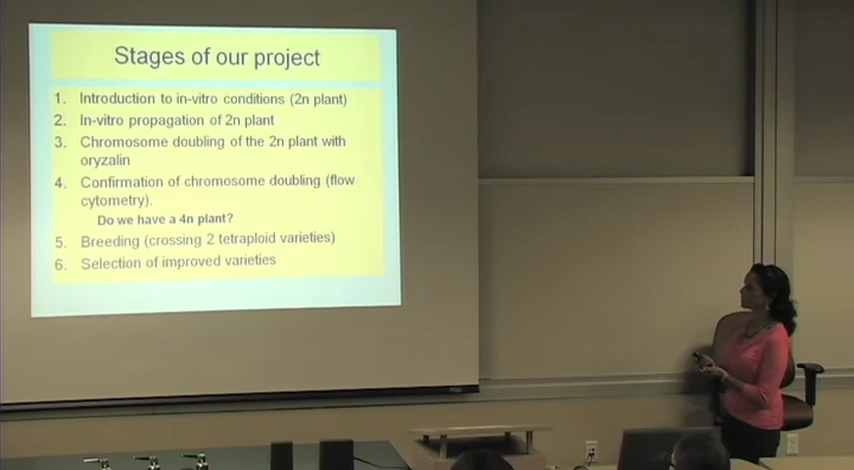 Stages of our project
1. Introduction to in-vitro conditions (2n plant)
2. In-vitro propagation of 2n plant
3. Chromosome doubling of the 2n plant with
oryzalin
4. Confirmation of chromosome doubling (flow
cytometry).
Do we have a 4n plant?
5. Breeding (crossing 2 tetraploid varieties)
6. Selection of improved varieties